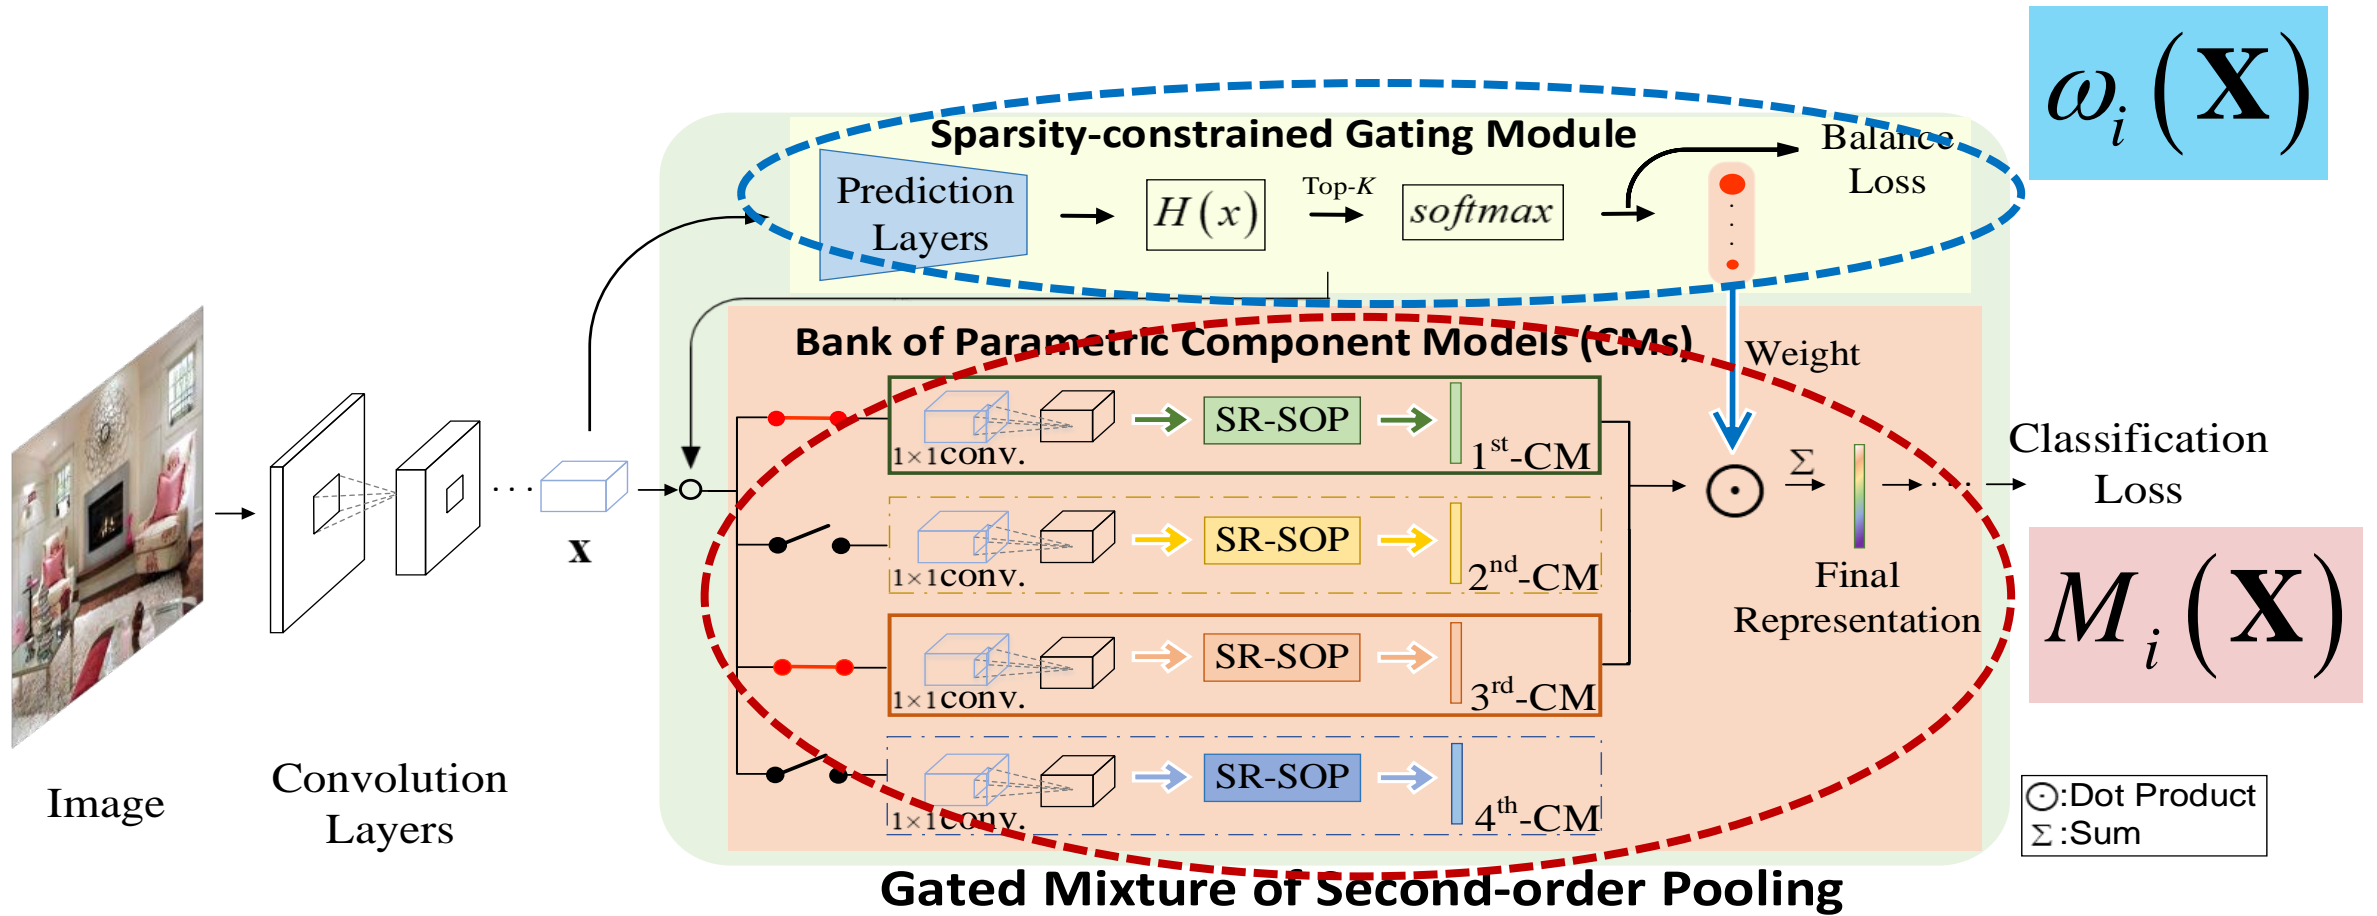 ω_i (X)
Sparsity-constrained Gating Module
Balance
Loss
Prediction
Layers
H(x)
Top-K
softmax
Bank of Parametric Component Models (CMs)
Weight
1×1conv.
SR-SOP
1st-CM
1×1conv.
SR-SOP
2nd-CM
1×1conv.
SR-SOP
3rd-CM
1×1conv.
SR-SOP
4th-CM
X
Σ
Final
Representation
Classification
Loss
M_i (X)
Image
Convolution
Layers
⊙:Dot Product
Σ:Sum
Gated Mixture of Second-order Pooling